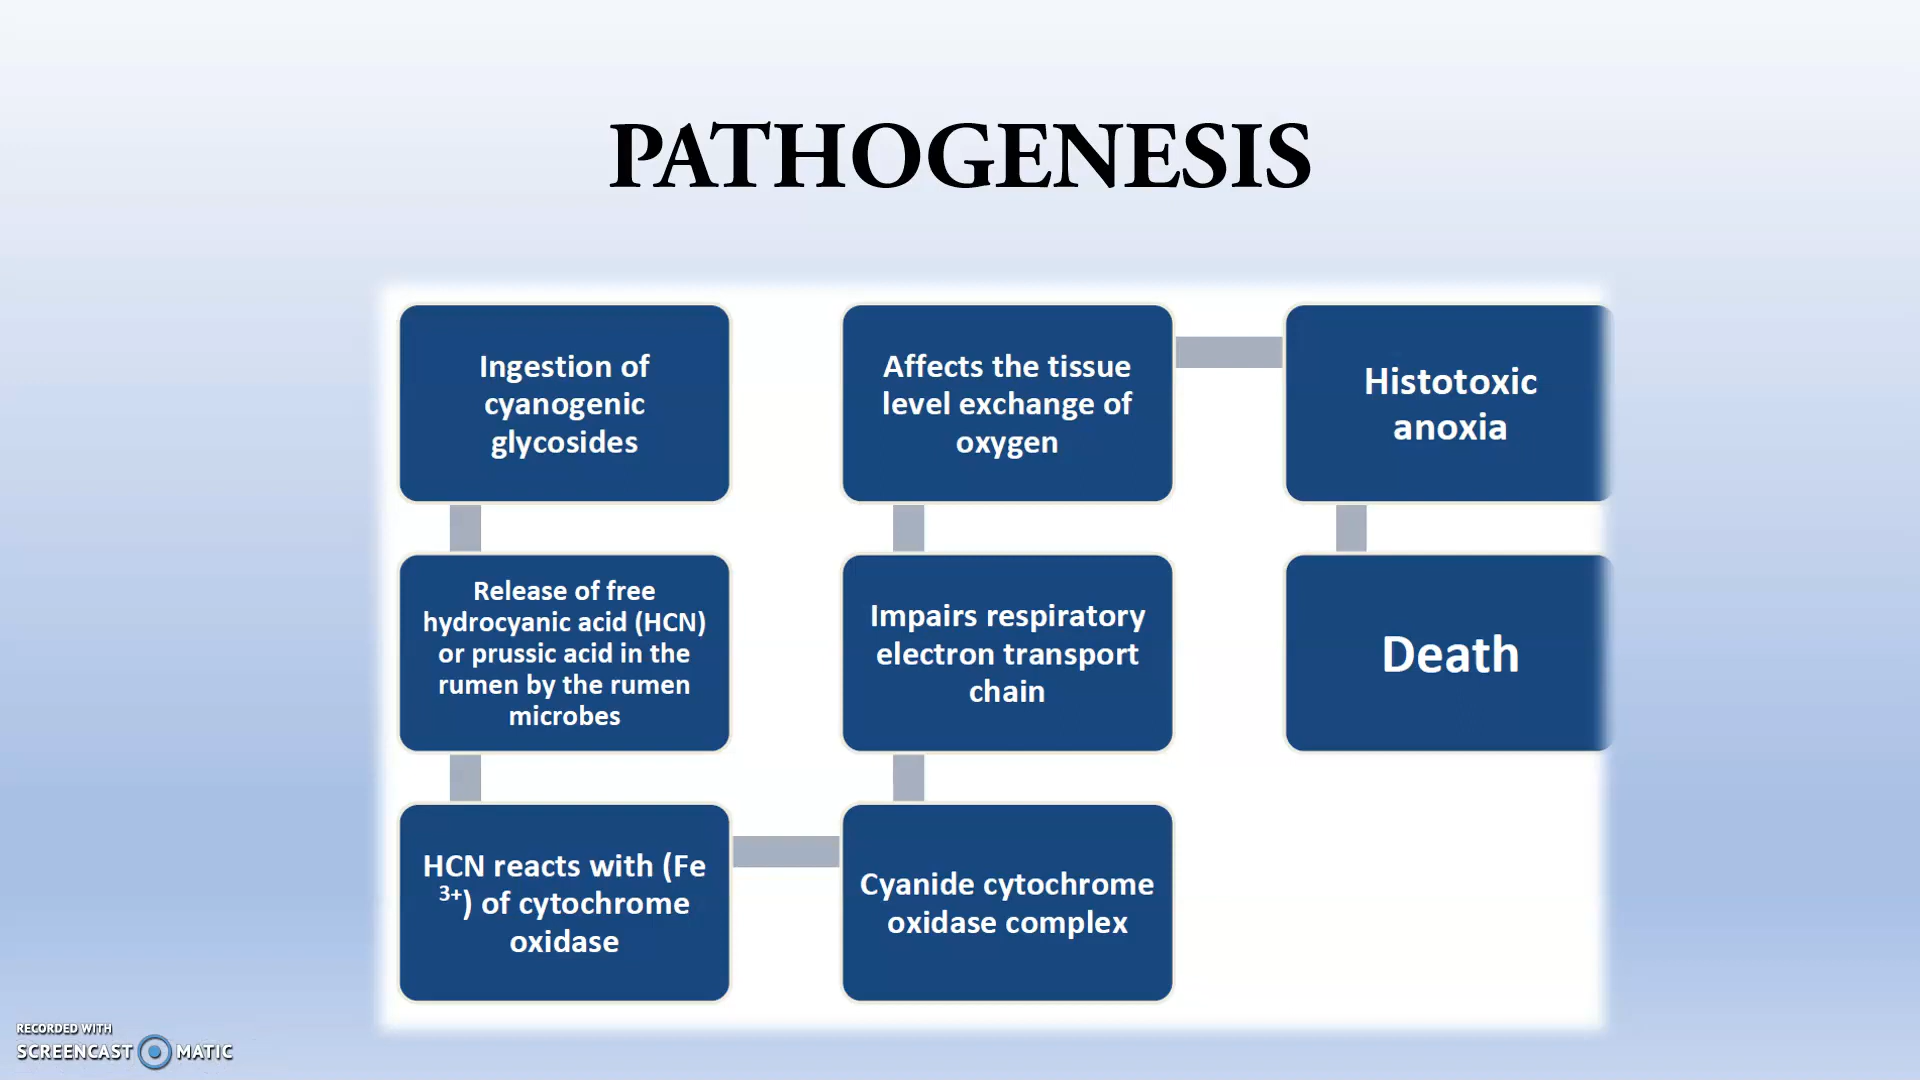 PATHOGENESIS
Ingestion of
cyanogenic
glycosides
Release of free
hydrocyanic acid (HCN)
or prussic acid in the
rumen by the rumen
microbes
HCN reacts with (Fe
3+) of cytochrome
oxidase
Cyanide cytochrome
oxidase complex
Impairs respiratory
electron transport
chain
Affects the tissue
level exchange of
oxygen
Histotoxic
anoxia
Death
RECORDED WITH
SCREENCAST MATIC